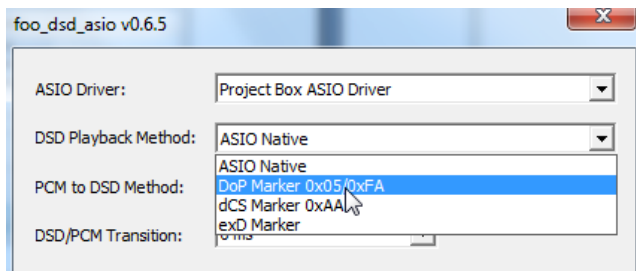 foo_dsd_asio v0.6.5
ASIO Driver: Project Box ASIO Driver
DSD Playback Method: ASIO Native
ASIO Native
PCM to DSD Method: DoP Marker 0x05/0xFA
dCS Marker 0xAA
exD Marker
DSD/PCM Transition: